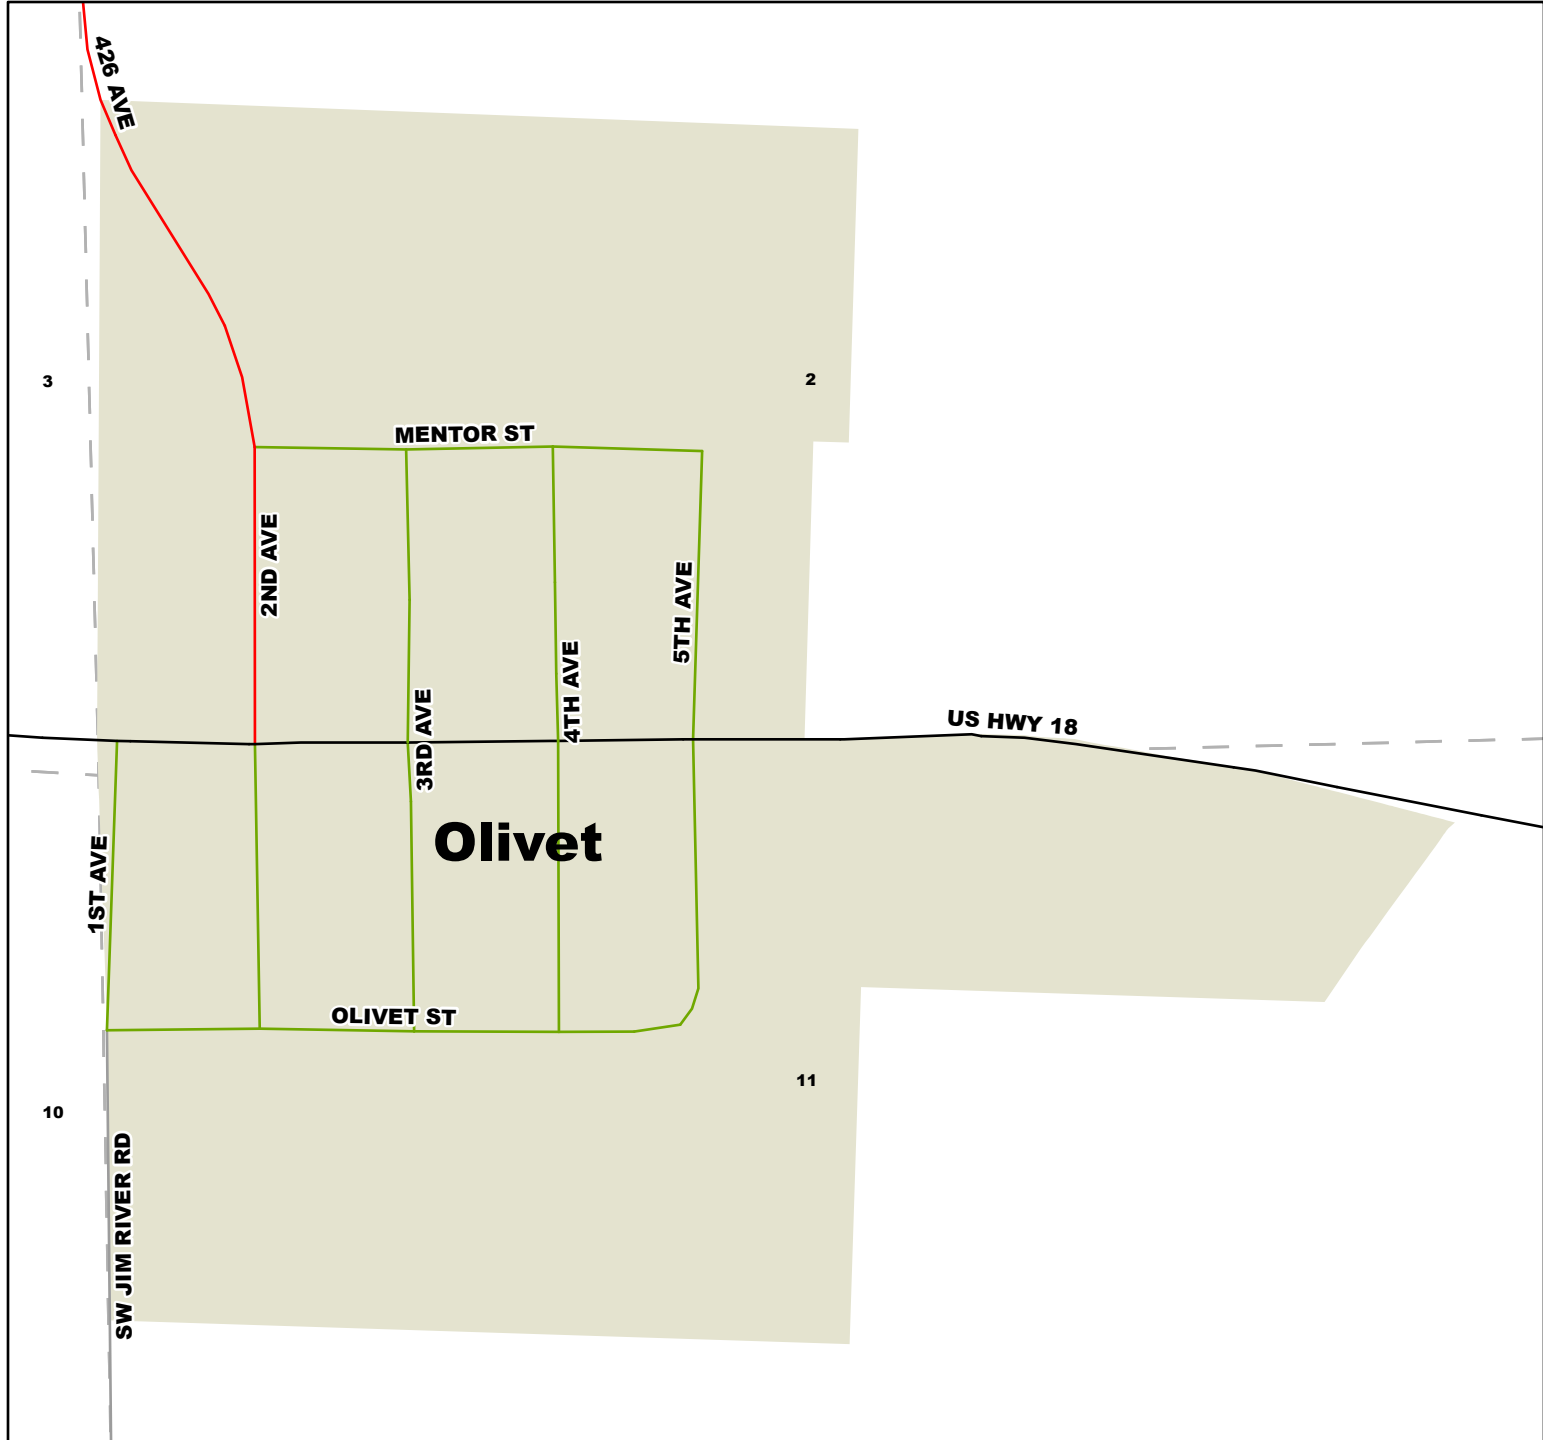 426 AVE
3
2
MENTOR ST
2ND AVE
5TH AVE
4TH AVE
3RD AVE
US HWY 18
Olivet
1ST AVE
OLIVET ST
11
10
SW JIM RIVER RD